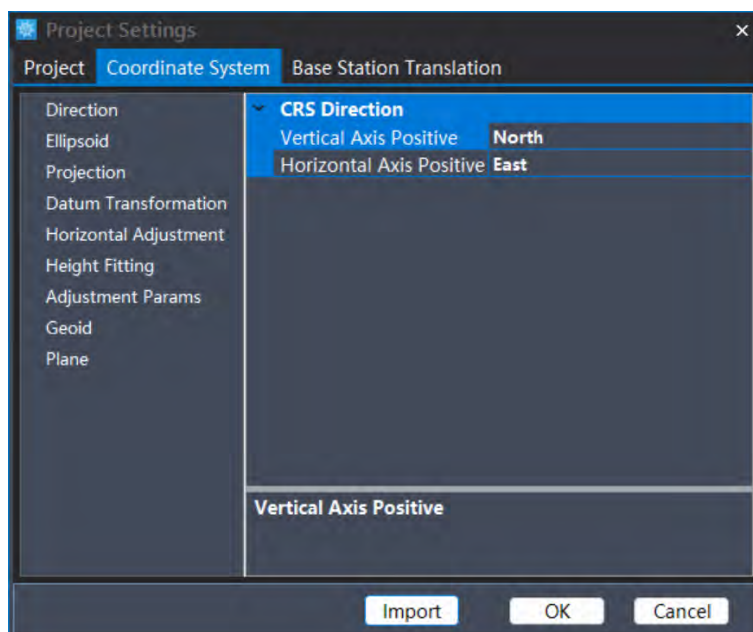 Project Settings
Project Coordinate System Base Station Translation
Direction
Ellipsoid
Projection
Datum Transformation
Horizontal Adjustment
Height Fitting
Adjustment Params
Geoid
Plane
CRS Direction
Vertical Axis Positive North
Horizontal Axis Positive East
Vertical Axis Positive
Import OK Cancel